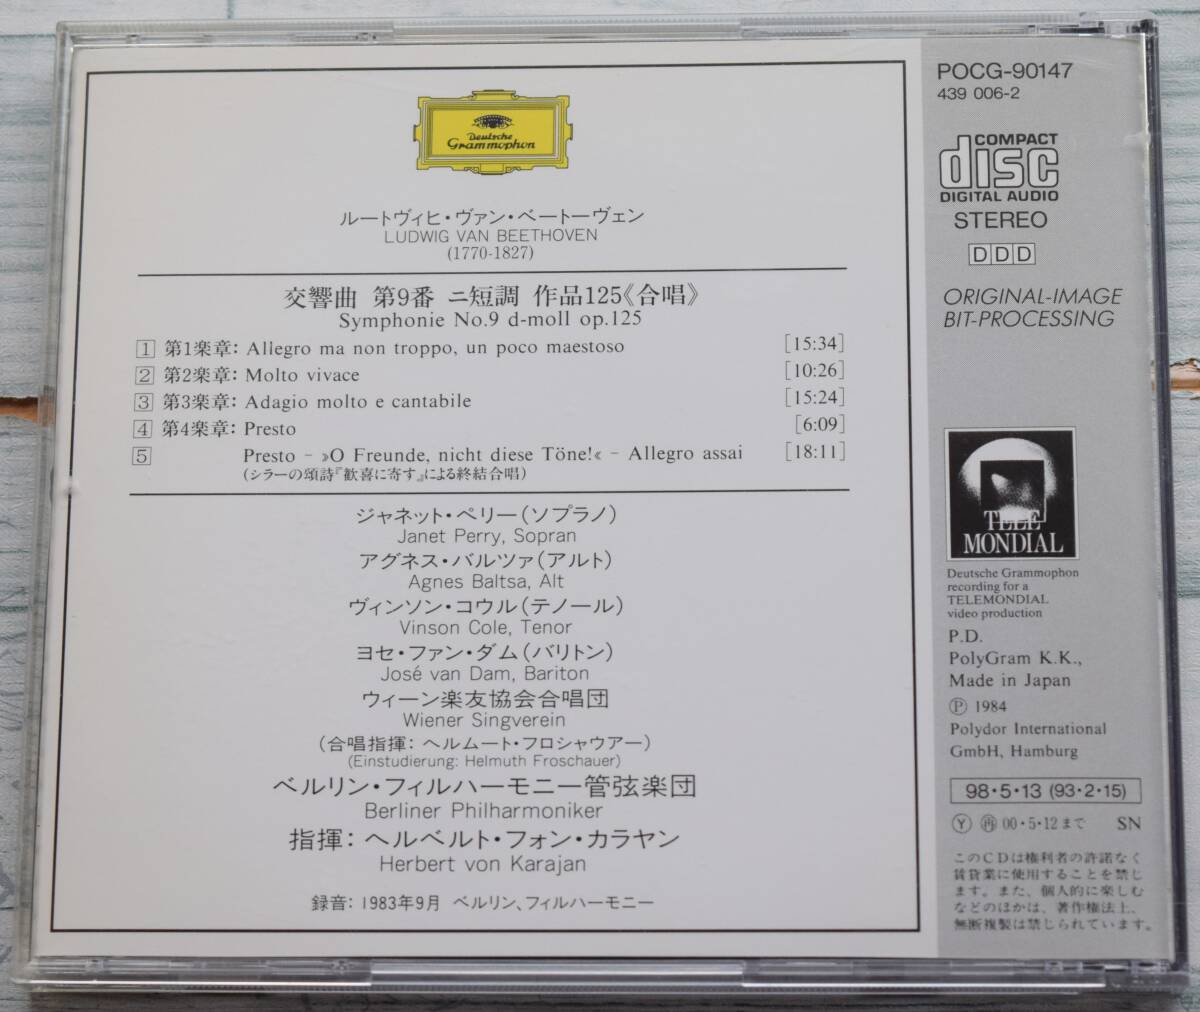 Deutsche
Grammophon
ルートヴィヒ・ヴァン・ベートーヴェン
LUDWIG VAN BEETHOVEN
(1770-1827)
交響曲 第9番 ニ短調 作品125《合唱》
Symphonie No.9 d-moll op.125
1 第1楽章: Allegro ma non troppo, un poco maestoso [15:34]
2 第2楽章: Molto vivace [10:26]
3 第3楽章: Adagio molto e cantabile [15:24]
4 第4楽章: Presto [6:09]
5 Presto – »O Freunde, nicht diese Töne!« – Allegro assai [18:11]
(シラーの頌詩『歓喜に寄す』による終結合唱)
ジャネット・ペリー(ソプラノ)
Janet Perry, Sopran
アグネス・バルツァ(アルト)
Agnes Baltsa, Alt
ヴィンソン・コウル(テノール)
Vinson Cole, Tenor
ヨセ・ファン・ダム(バリトン)
José van Dam, Bariton
ウィーン楽友協会合唱団
Wiener Singverein
(合唱指揮: ヘルムート・フロシャウアー)
(Einstudierung: Helmuth Froschauer)
ベルリン・フィルハーモニー管弦楽団
Berliner Philharmoniker
指揮: ヘルベルト・フォン・カラヤン
Herbert von Karajan
録音: 1983年9月 ベルリン、フィルハーモニー
POCG-90147
439 006-2
COMPACT
disc
DIGITAL AUDIO
STEREO
DDD
ORIGINAL-IMAGE
BIT-PROCESSING
TELE
MONDIAL
Deutsche Grammophon
recording for a
TELEMONDIAL
video production
P.D.
PolyGram K.K.,
Made in Japan
Ⓟ 1984
Polydor International
GmbH, Hamburg
98・5・13 (93・2・15)
Ⓨ 再 00・5・12まで SN
このCDは権利者の許諾なく
賃貸業に使用することを禁じ
ます。また、個人的に楽しむ
などのほかは、著作権法上、
無断複製は禁じられています。